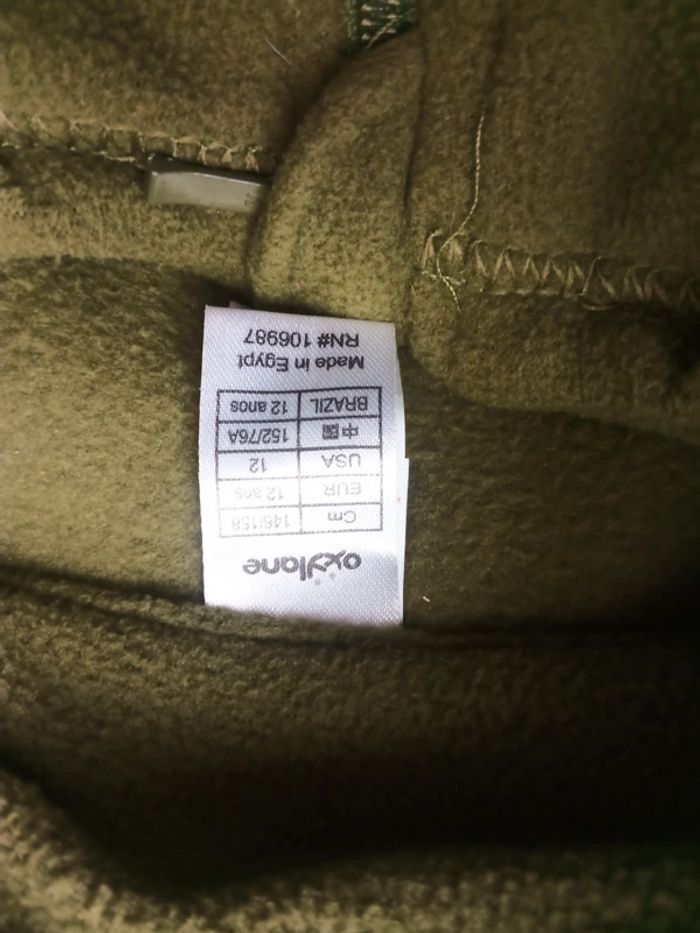 oxylane
Cm 146/158
EUR 12 ans
USA 12
中国 152/76A
BRAZIL 12 anos
Made in Egypt
RN# 106987